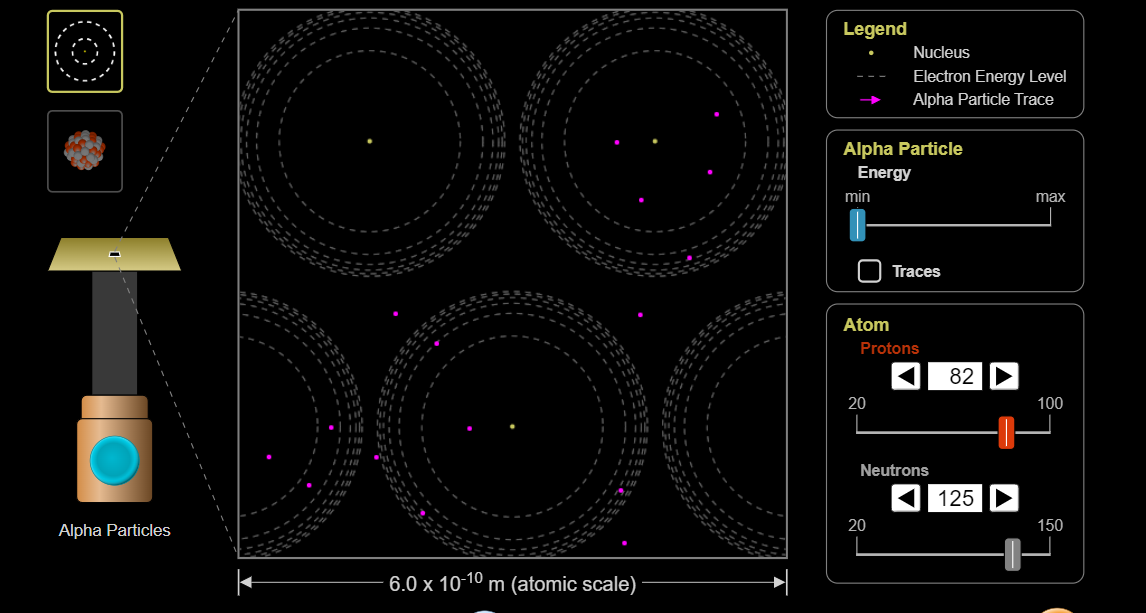 Legend
Nucleus
Electron Energy Level
Alpha Particle Trace
Alpha Particle
Energy
min max
Traces
Atom
Protons
82
20 100
Neutrons
125
20 150
Alpha Particles
6.0 x 10⁻¹⁰ m (atomic scale)